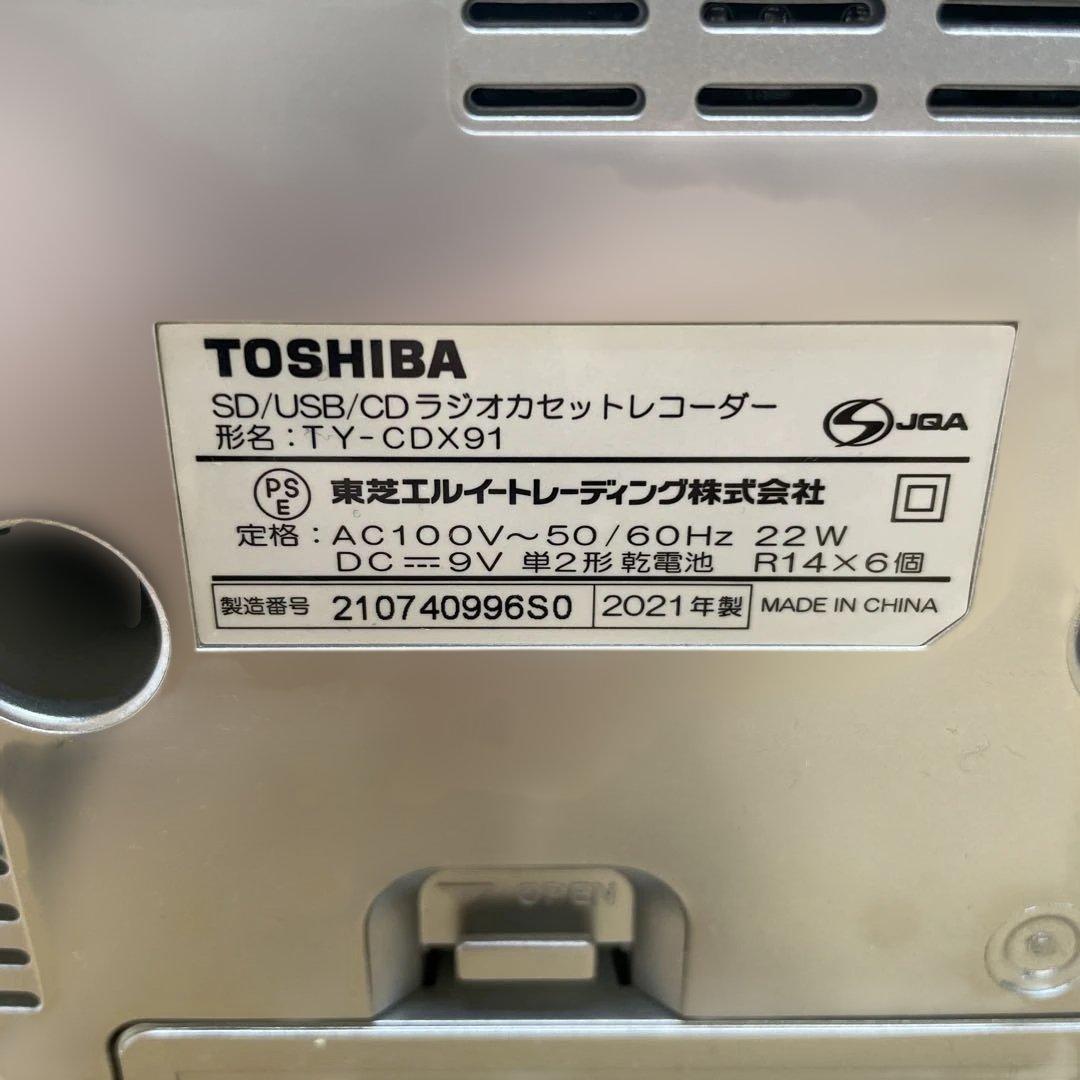 TOSHIBA
SD/USB/CDラジオカセットレコーダー
形名：TY-CDX91
JQA
PSE 東芝エルイートレーディング株式会社
定格：AC100V～50/60Hz 22W
DC⎓9V 単2形乾電池 R14×6個
製造番号 210740996S0 2021年製 MADE IN CHINA
OPEN